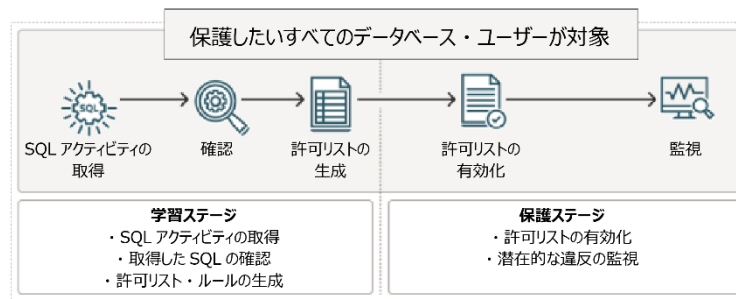 保護したいすべてのデータベース・ユーザーが対象
SQL
SQL アクティビティの
取得
確認
許可リストの
生成
許可リストの
有効化
監視
学習ステージ
・SQL アクティビティの取得
・取得した SQL の確認
・許可リスト・ルールの生成
保護ステージ
・許可リストの有効化
・潜在的な違反の監視